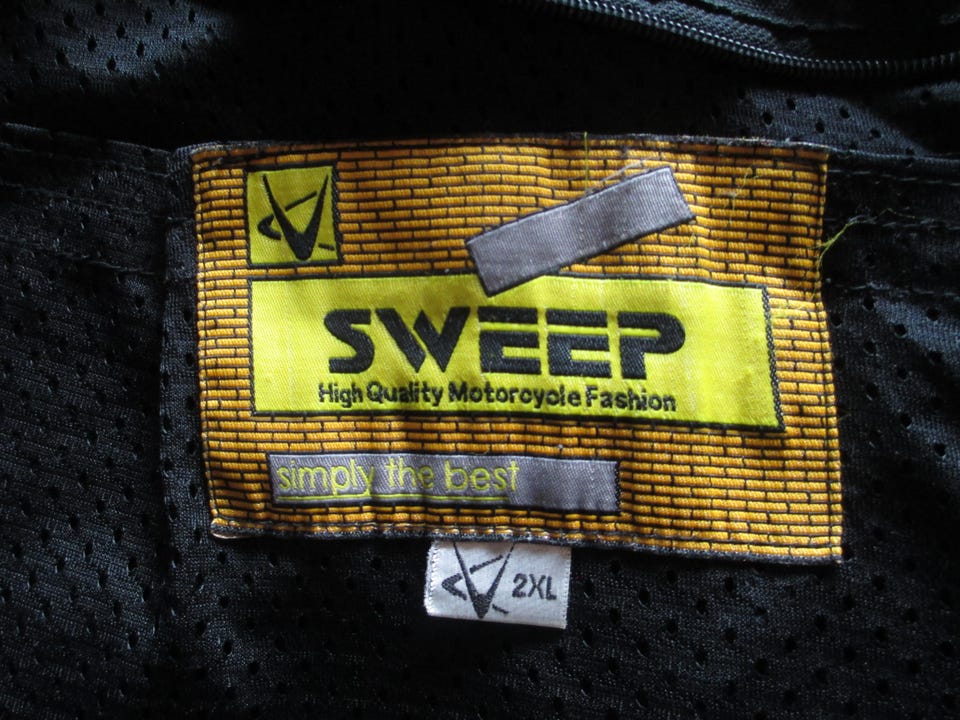 SWEEP
High Quality Motorcycle Fashion
simply the best
2XL